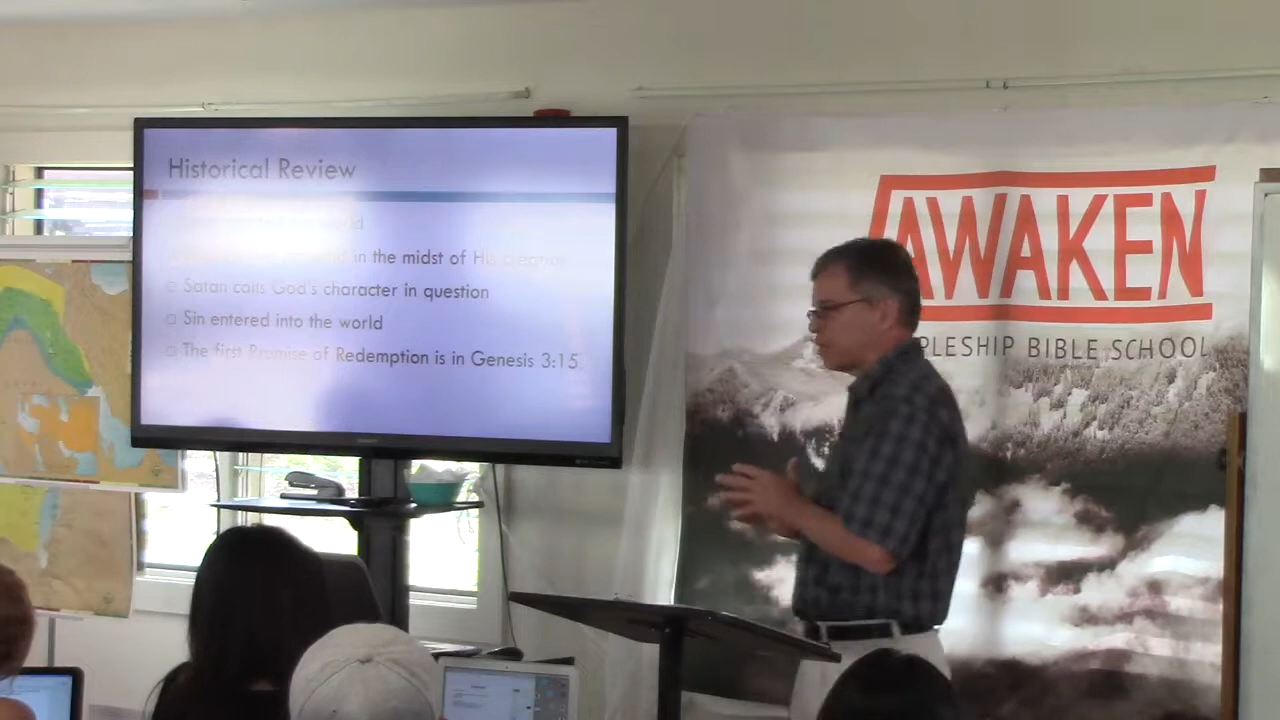 Historical Review
in the midst of His creation
Satan calls God's character in question
Sin entered into the world
The first Promise of Redemption is in Genesis 3:15
AWAKEN
PLESHIP BIBLE SCHOOL